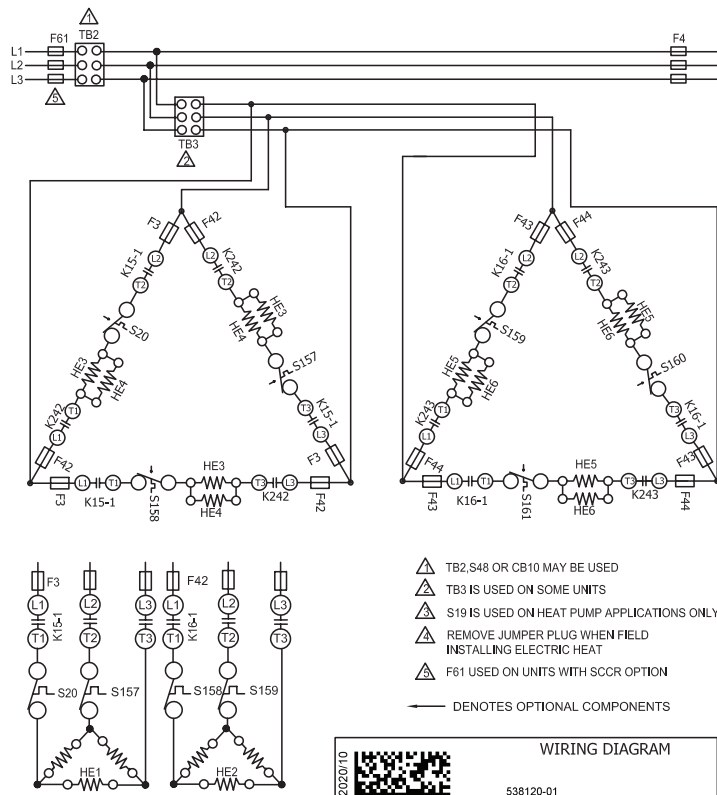 1
F61
TB2
F4
L1
L2
L3
5
TB3
2
F3
F42
K15-1
L2
T2
L2
K242
T2
S20
HE3
HE4
HE3
HE4
S157
K242
T1
L1
F42
T3
K15-1
L3
F3
F3
L1
T1
K15-1
S158
HE3
HE4
T3
L3
K242
F42
F43
F44
K16-1
L2
T2
L2
K243
T2
S159
HE5
HE6
HE5
HE6
S160
K243
T1
L1
F44
T3
K16-1
L3
F43
F43
L1
T1
K16-1
S161
HE5
HE6
T3
L3
K243
F44
F3
F42
L1
L2
L3
L1
L2
L3
K15-1
K16-1
T1
T2
T3
T1
T2
T3
S20
S157
S158
S159
HE1
HE2
1 TB2,S48 OR CB10 MAY BE USED
2 TB3 IS USED ON SOME UNITS
3 S19 IS USED ON HEAT PUMP APPLICATIONS ONLY
4 REMOVE JUMPER PLUG WHEN FIELD
INSTALLING ELECTRIC HEAT
5 F61 USED ON UNITS WITH SCCR OPTION
DENOTES OPTIONAL COMPONENTS
2020/10
WIRING DIAGRAM
538120-01